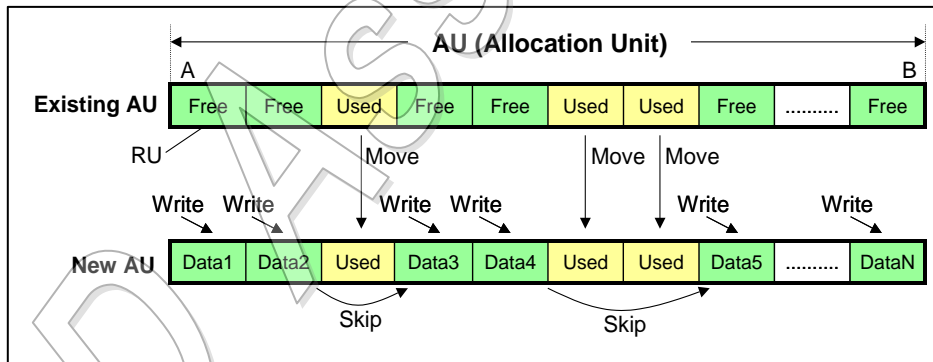 AU (Allocation Unit)
A B
Existing AU Free Free Used Free Free Used Used Free .......... Free
RU Move Move Move
Write Write Write Write Write Write
New AU Data1 Data2 Used Data3 Data4 Used Used Data5 .......... DataN
Skip Skip
D Ass